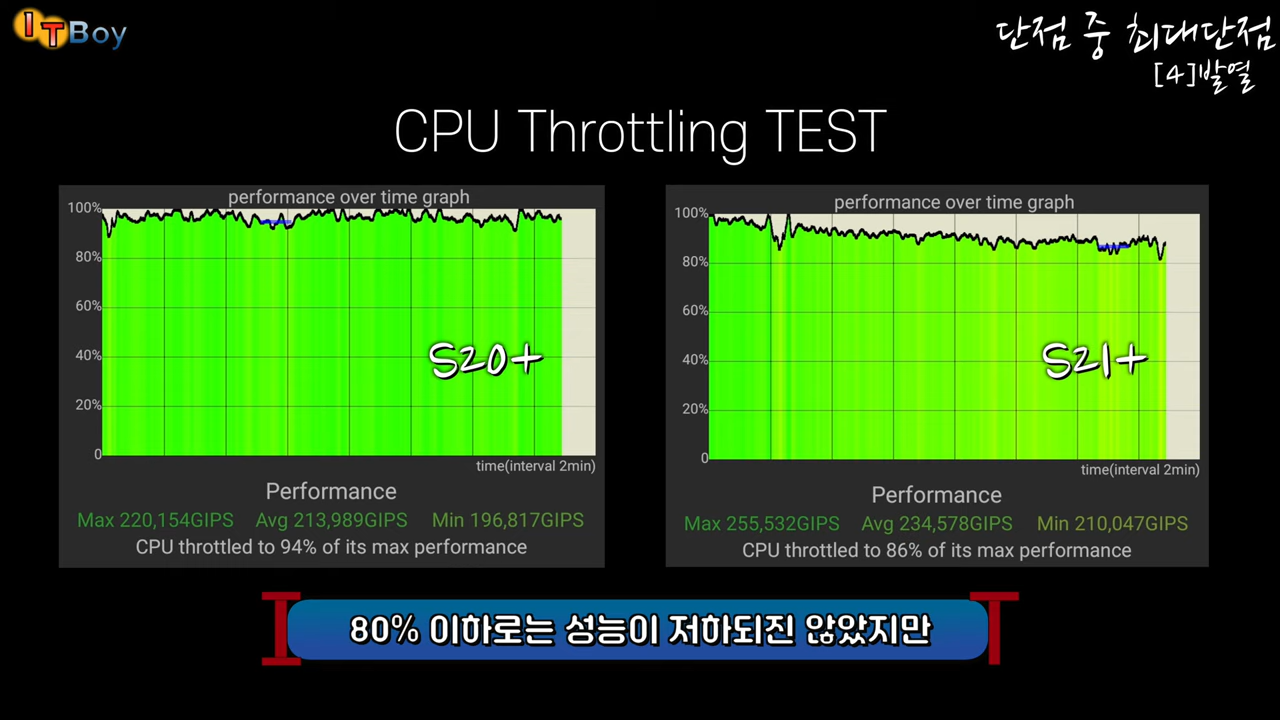 ITBoy
단점 중 최대단점
[4]발열
CPU Throttling TEST
performance over time graph
100%
80%
60%
40%
20%
0
S20+
time(interval 2min)
Performance
Max 220,154GIPS Avg 213,989GIPS Min 196,817GIPS
CPU throttled to 94% of its max performance
performance over time graph
100%
80%
60%
40%
20%
0
S21+
time(interval 2min)
Performance
Max 255,532GIPS Avg 234,578GIPS Min 210,047GIPS
CPU throttled to 86% of its max performance
80% 이하로는 성능이 저하되진 않았지만